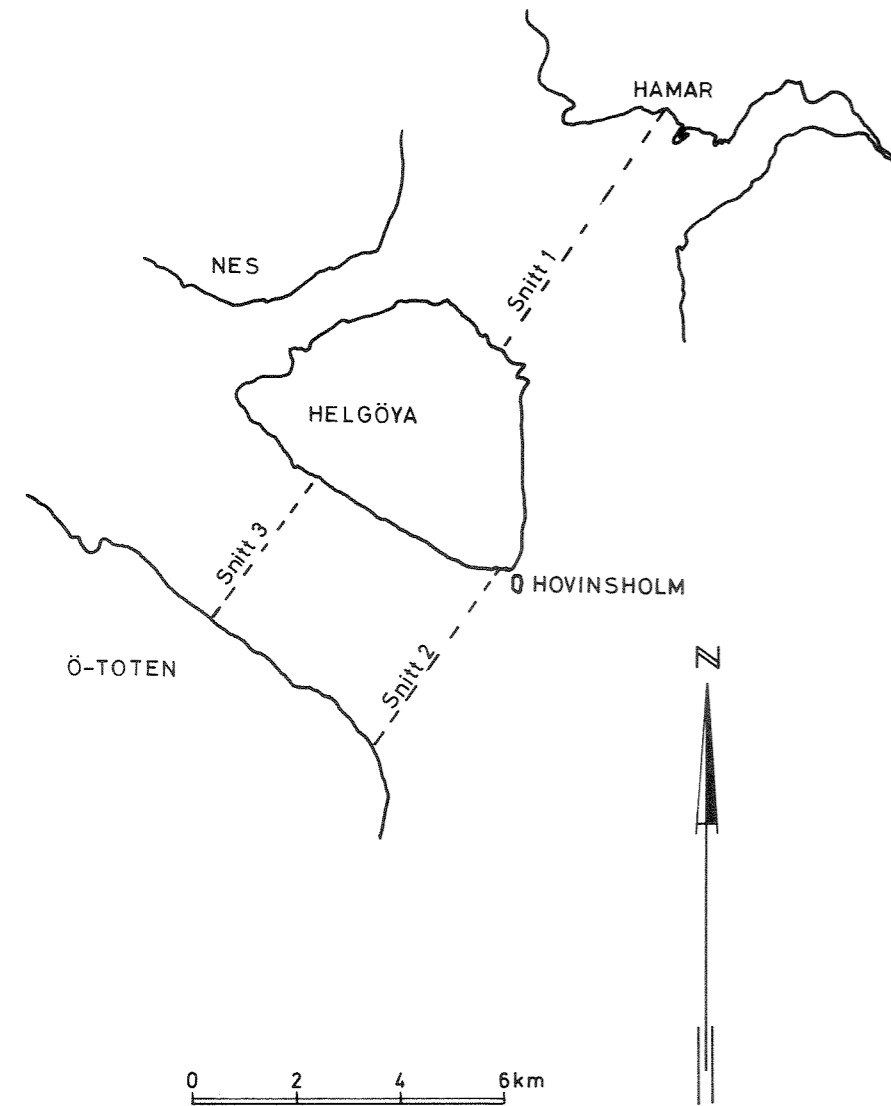 HAMAR
NES
Snitt 1
HELGÖYA
Snitt 3
HOVINSHOLM
Ö-TOTEN
Snitt 2
N
0 2 4 6km